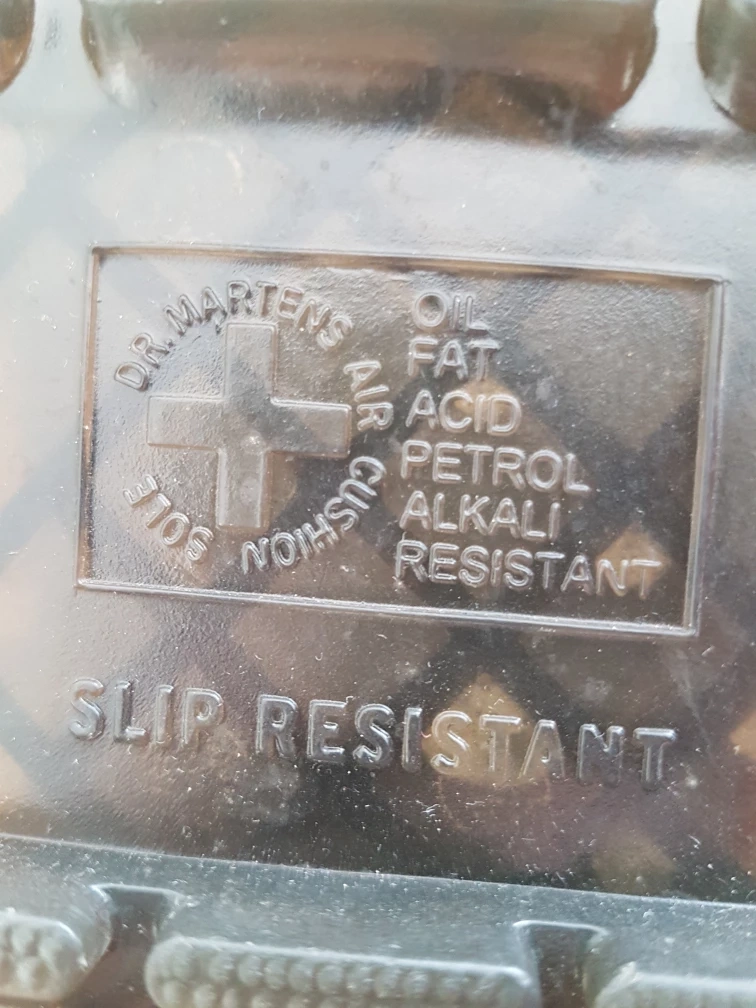 DR. MARTENS AIR CUSHION SOLE
OIL
FAT
ACID
PETROL
ALKALI
RESISTANT
SLIP RESISTANT